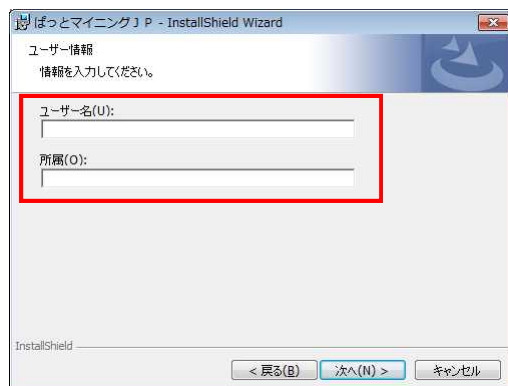 ぱっとマイニングJP - InstallShield Wizard
ユーザー情報
情報を入力してください。
ユーザー名(U):
所属(O):
InstallShield
< 戻る(B)
次へ(N) >
キャンセル